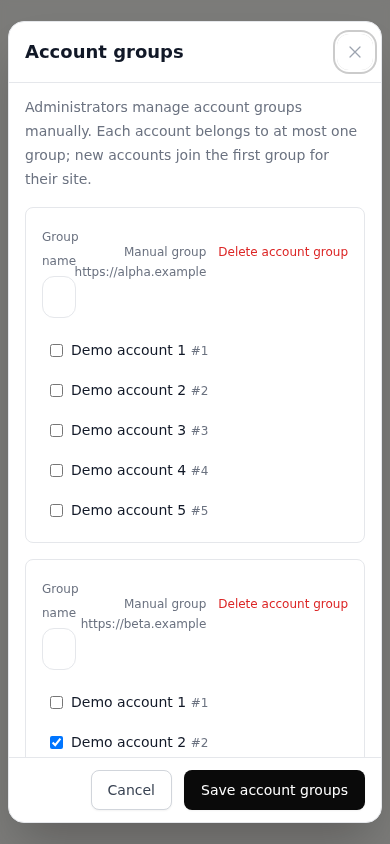 Account groups
Administrators manage account groups
manually. Each account belongs to at most one
group; new accounts join the first group for
their site.
Group
name
Manual group
https://alpha.example
Delete account group
Demo account 1 #1
Demo account 2 #2
Demo account 3 #3
Demo account 4 #4
Demo account 5 #5
Group
name
Manual group
https://beta.example
Delete account group
Demo account 1 #1
Demo account 2 #2
Cancel
Save account groups